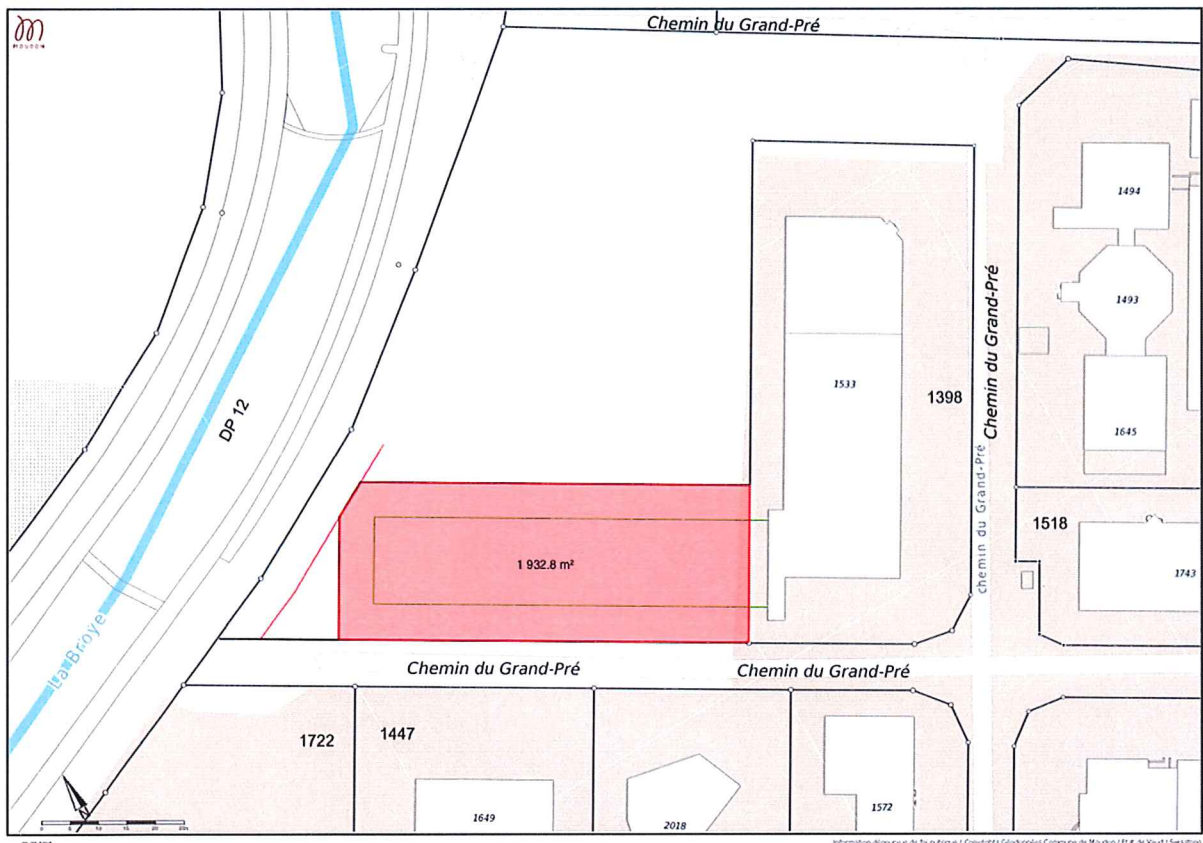 MOUDON
Chemin du Grand-Pré
1494
1493
Chemin du Grand-Pré
1533
1398
1645
DP 12
chemin du Grand-Pré
1518
1743
1 932.8 m²
La Broye
Chemin du Grand-Pré
Chemin du Grand-Pré
1722
1447
1649
2018
1572